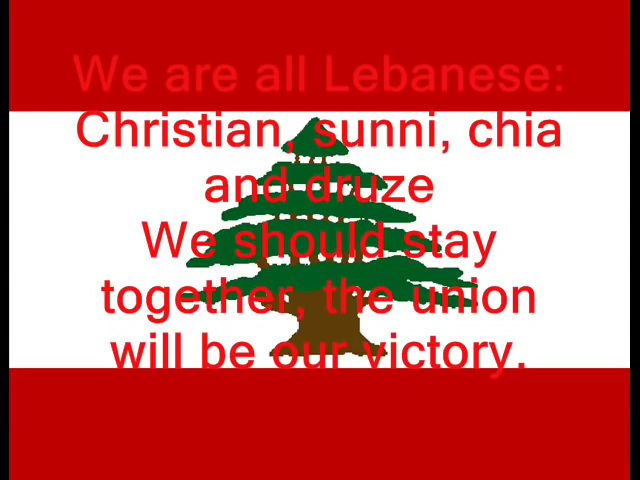 We are all Lebanese:
Christian, sunni, chia
and druze
We should stay
together, the union
will be our victory.